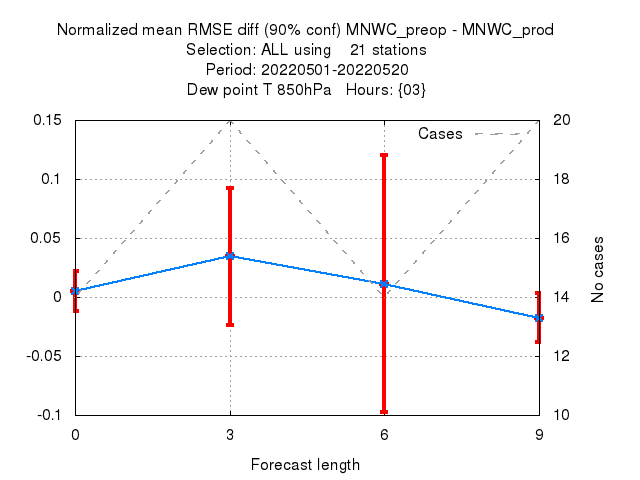 Normalized mean RMSE diff (90% conf) MNWC_preop - MNWC_prod
Selection: ALL using    21 stations
Period: 20220501-20220520
Dew point T 850hPa   Hours: {03}
Cases
0.15
0.1
0.05
0
-0.05
-0.1
20
18
16
14
12
10
No cases
0 3 6 9
Forecast length